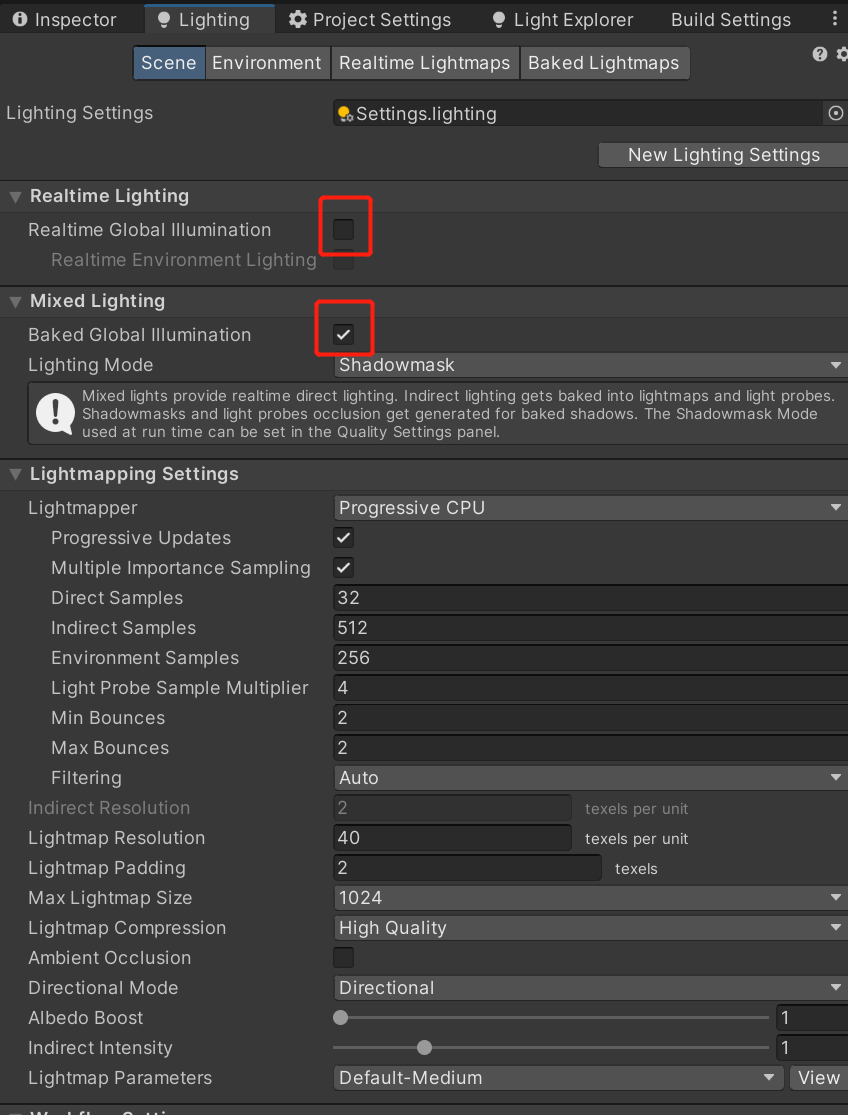 Inspector Lighting Project Settings Light Explorer Build Settings
Scene Environment Realtime Lightmaps Baked Lightmaps
Lighting Settings Settings.lighting
New Lighting Settings
Realtime Lighting
Realtime Global Illumination
Realtime Environment Lighting
Mixed Lighting
Baked Global Illumination
Lighting Mode Shadowmask
Mixed lights provide realtime direct lighting. Indirect lighting gets baked into lightmaps and light probes.
Shadowmasks and light probes occlusion get generated for baked shadows. The Shadowmask Mode
used at run time can be set in the Quality Settings panel.
Lightmapping Settings
Lightmapper Progressive CPU
Progressive Updates
Multiple Importance Sampling
Direct Samples 32
Indirect Samples 512
Environment Samples 256
Light Probe Sample Multiplier 4
Min Bounces 2
Max Bounces 2
Filtering Auto
Indirect Resolution 2 texels per unit
Lightmap Resolution 40 texels per unit
Lightmap Padding 2 texels
Max Lightmap Size 1024
Lightmap Compression High Quality
Ambient Occlusion
Directional Mode Directional
Albedo Boost 1
Indirect Intensity 1
Lightmap Parameters Default-Medium View